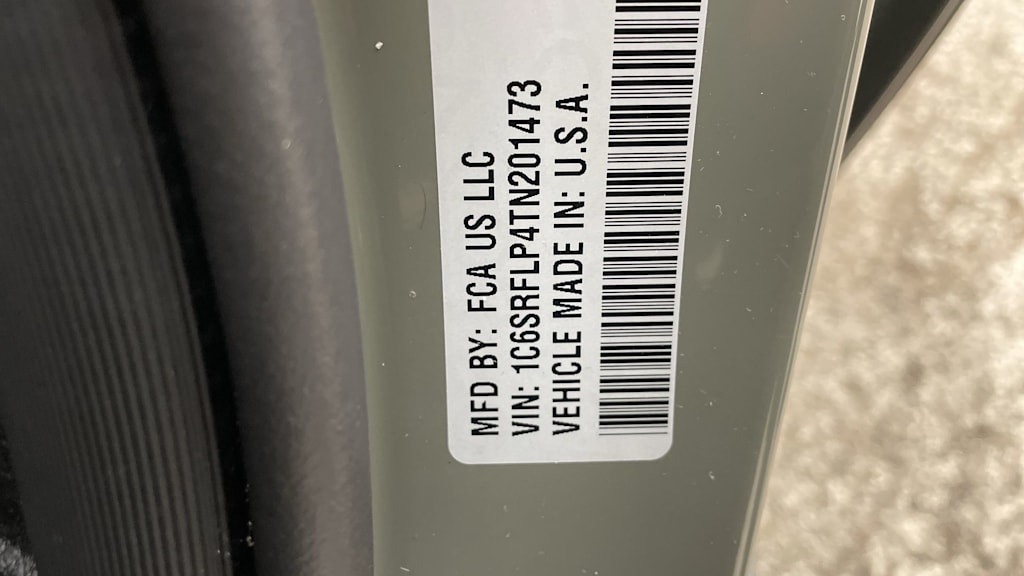 MFD BY: FCA US LLC
VIN: 1C6SRFLP4TN201473
VEHICLE MADE IN: U.S.A.